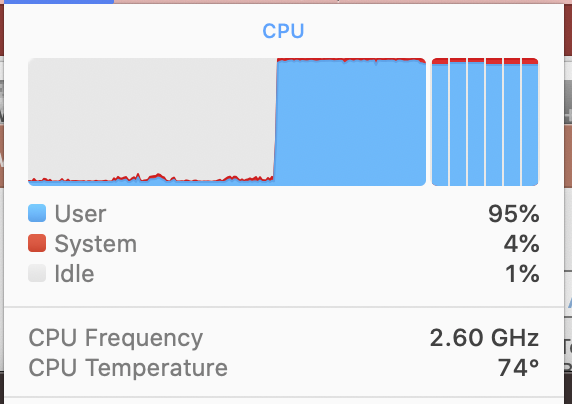 CPU
User 95%
System 4%
Idle 1%
CPU Frequency 2.60 GHz
CPU Temperature 74°